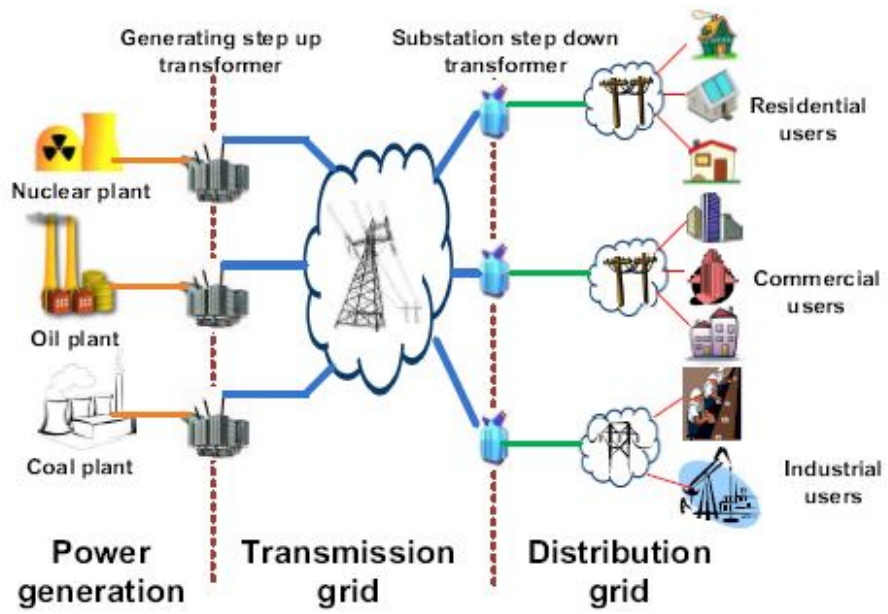 Generating step up
transformer
Substation step down
transformer
Nuclear plant
Oil plant
Coal plant
Residential
users
Commercial
users
Industrial
users
Power
generation
Transmission
grid
Distribution
grid